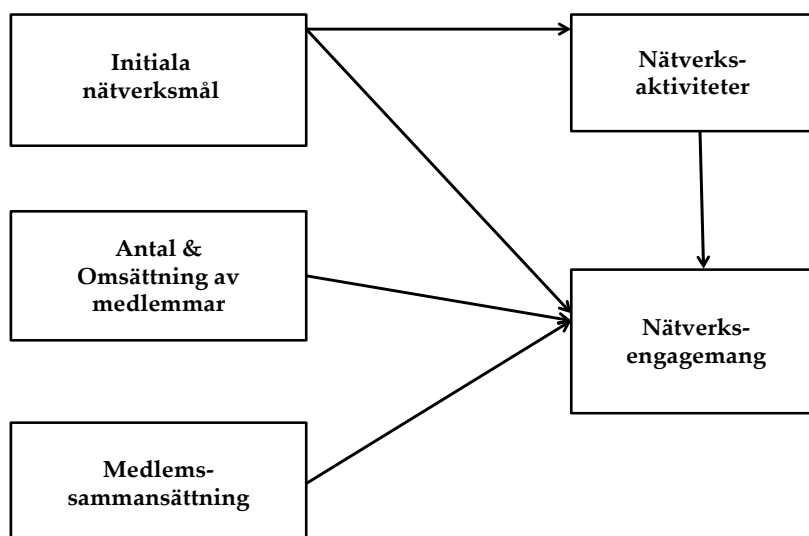 Initiala
nätverksmål
Nätverks-
aktiviteter
Antal &
Omsättning av
medlemmar
Nätverks-
engagemang
Medlems-
sammansättning